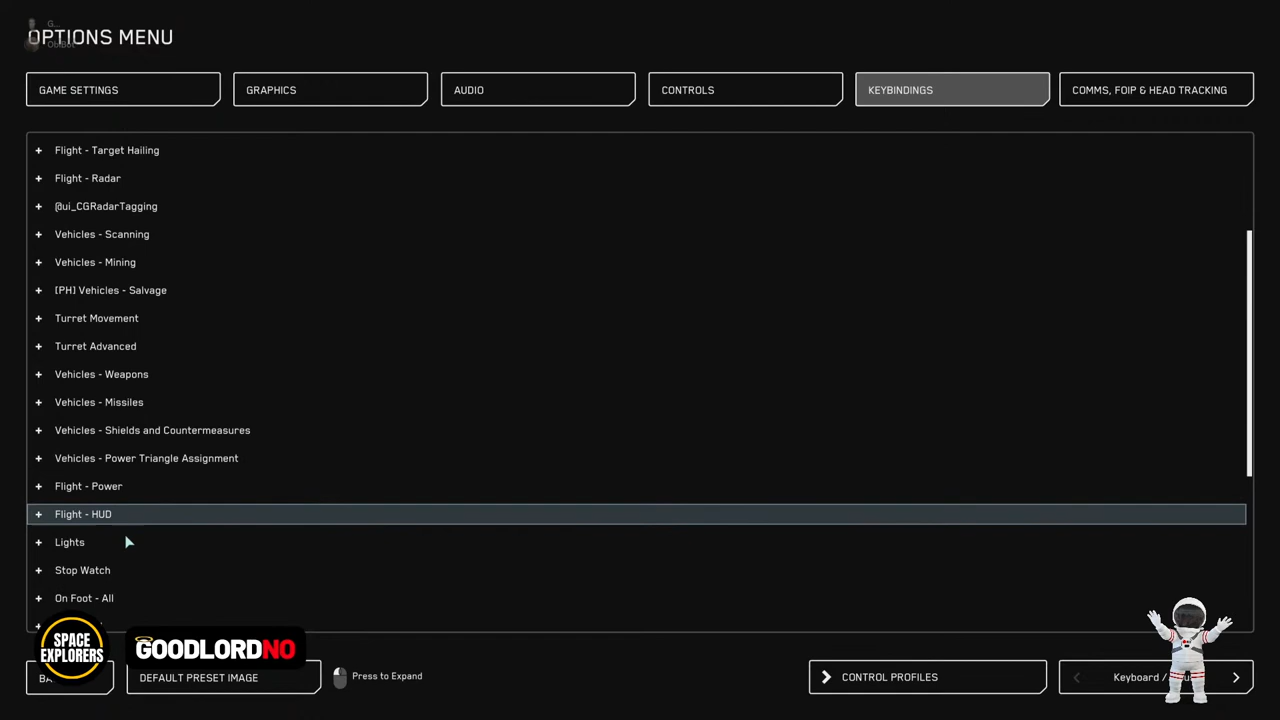 G...
OPTIONS MENU
GAME SETTINGS
GRAPHICS
AUDIO
CONTROLS
KEYBINDINGS
COMMS, FOIP & HEAD TRACKING
+ Flight - Target Hailing
+ Flight - Radar
+ @ui_CGRadarTagging
+ Vehicles - Scanning
+ Vehicles - Mining
+ [PH] Vehicles - Salvage
+ Turret Movement
+ Turret Advanced
+ Vehicles - Weapons
+ Vehicles - Missiles
+ Vehicles - Shields and Countermeasures
+ Vehicles - Power Triangle Assignment
+ Flight - Power
+ Flight - HUD
+ Lights
+ Stop Watch
+ On Foot - All
SPACE
EXPLORERS
GOODLORDNO
DEFAULT PRESET IMAGE
Press to Expand
CONTROL PROFILES
Keyboard /